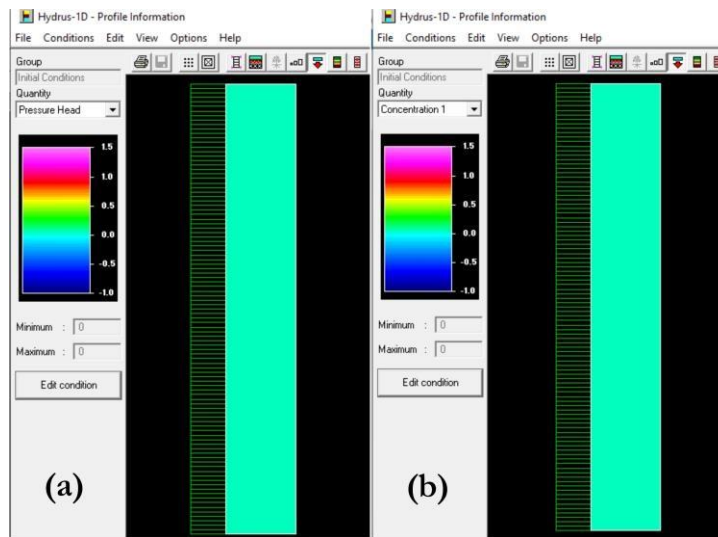 Hydrus-1D - Profile Information
File Conditions Edit View Options Help
Group
Initial Conditions
Quantity
Pressure Head
1.5
1.0
0.5
0.0
-0.5
-1.0
Minimum : 0
Maximum : 0
Edit condition
(a)
Hydrus-1D - Profile Information
File Conditions Edit View Options Help
Group
Initial Conditions
Quantity
Concentration 1
1.5
1.0
0.5
0.0
-0.5
-1.0
Minimum : 0
Maximum : 0
Edit condition
(b)